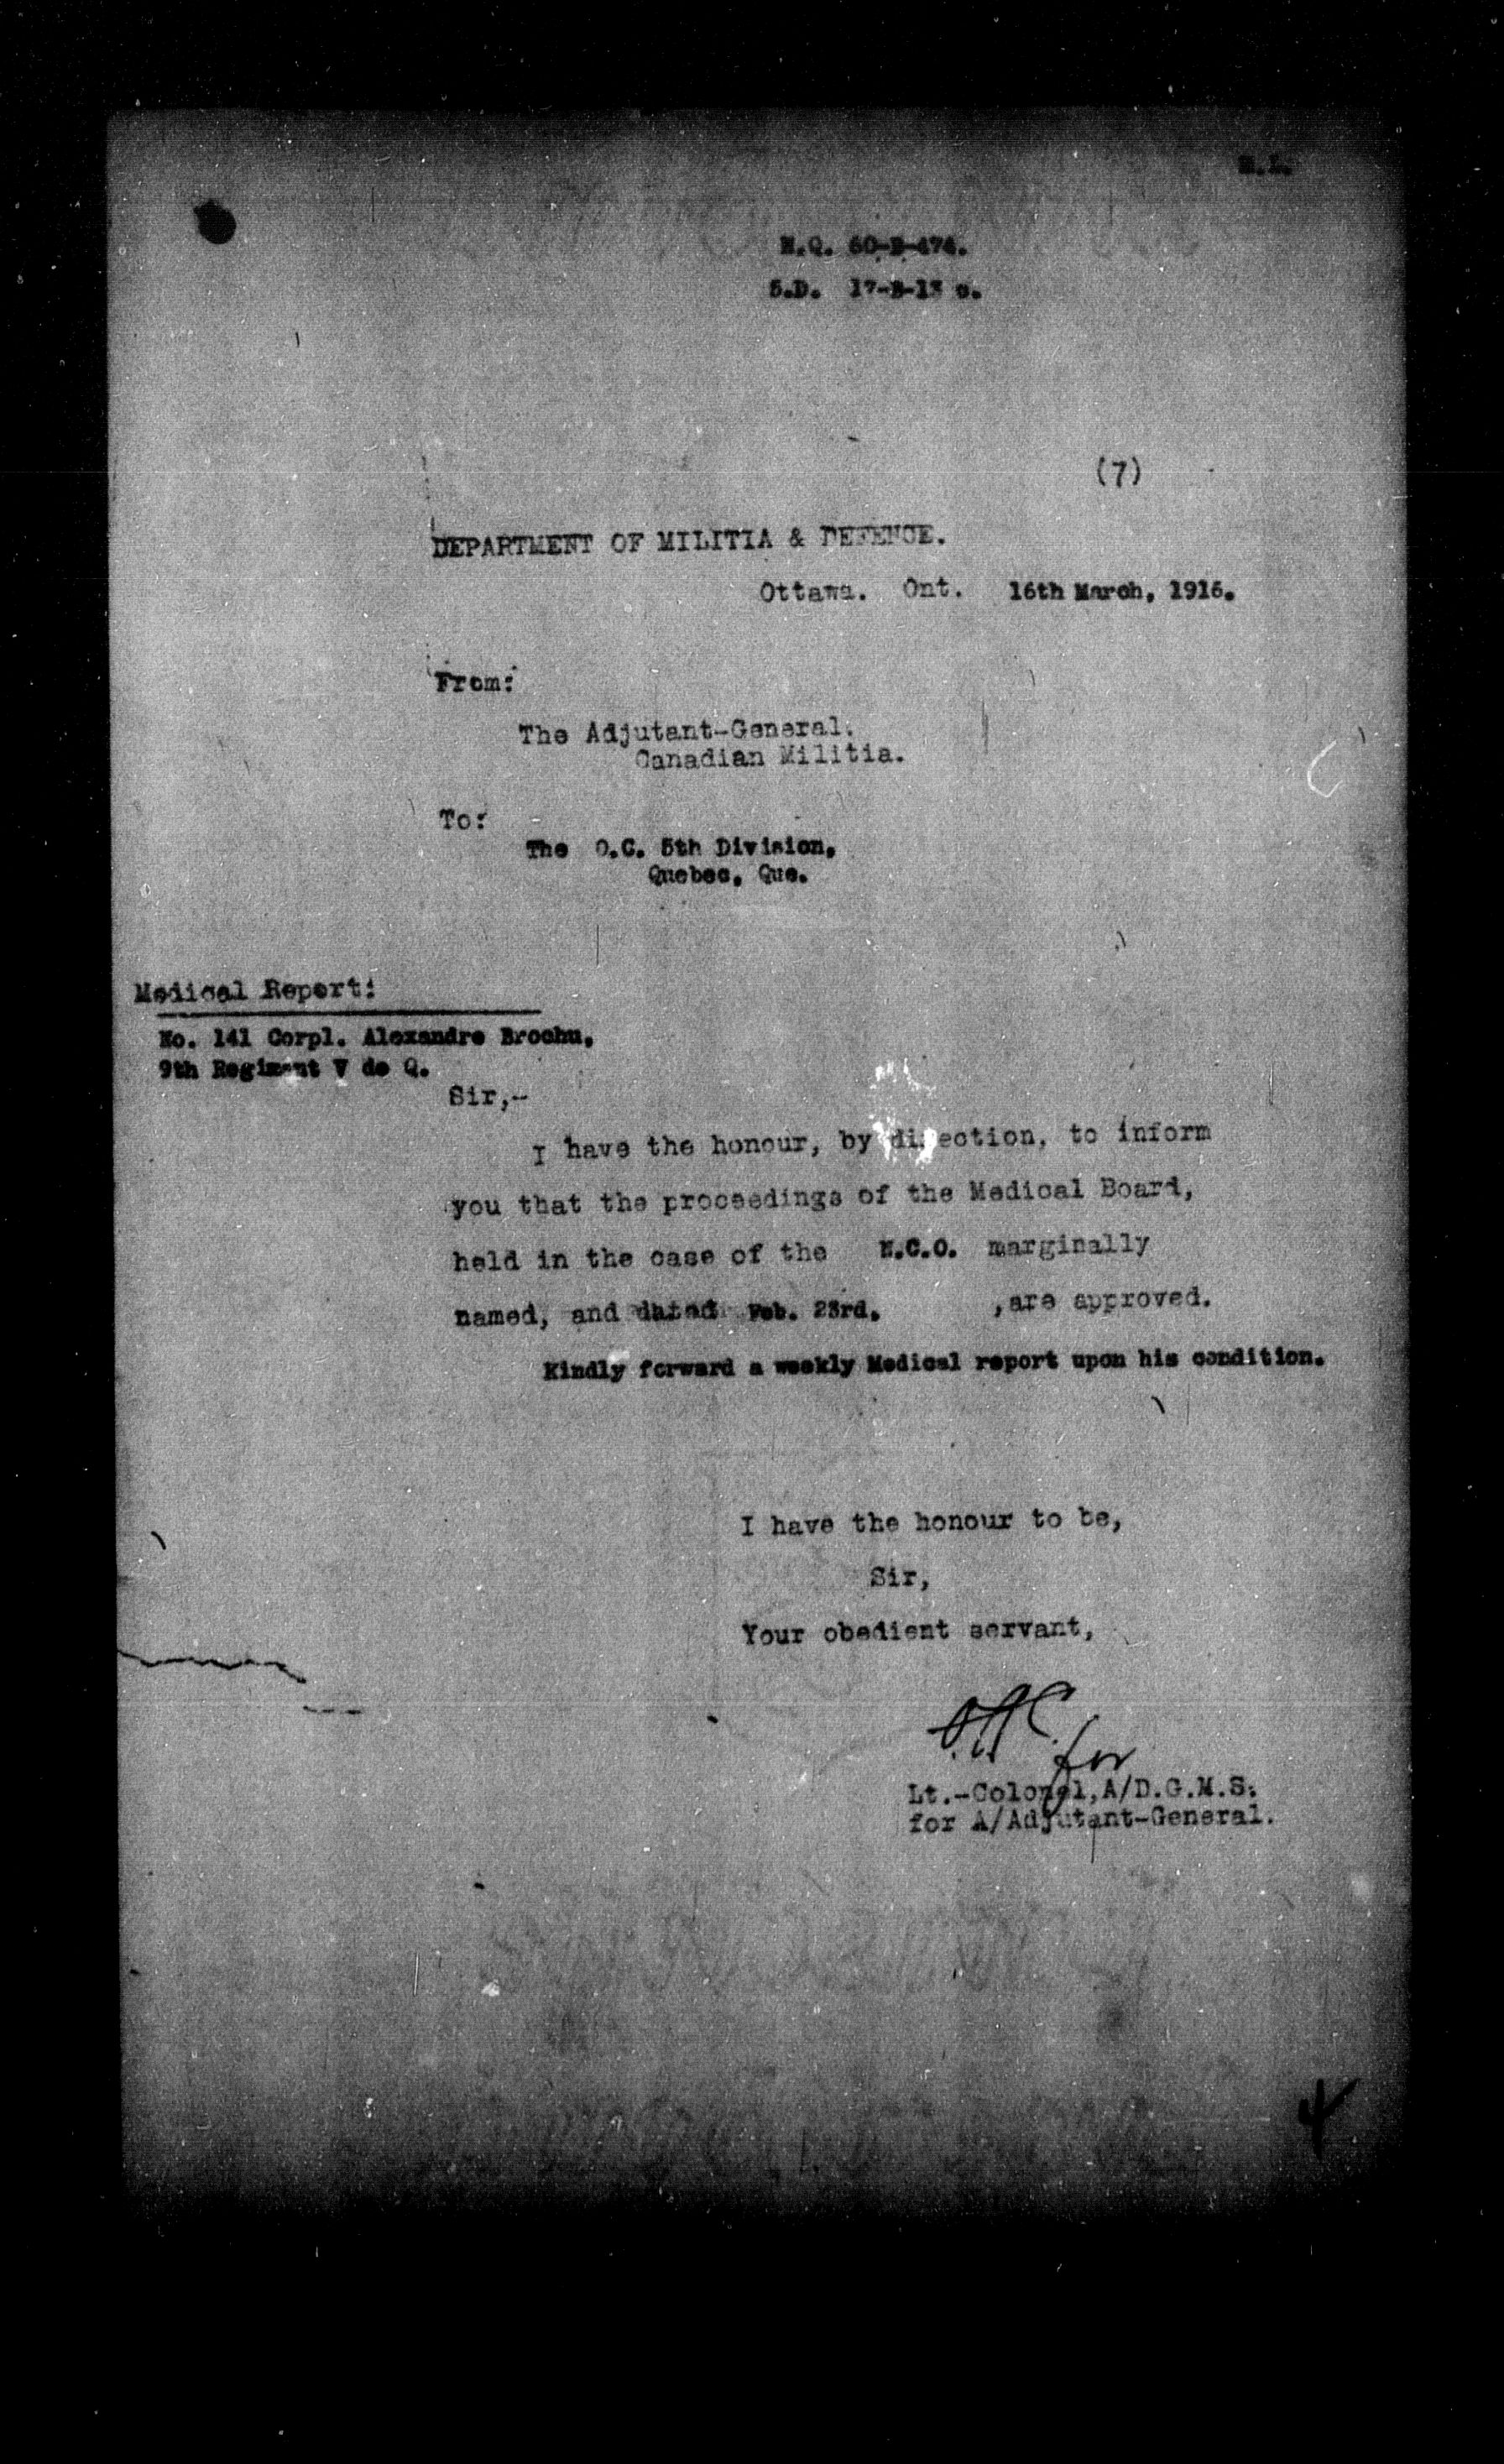 H.Q. 60-B-474.
5.D. 17-B-13 c.
(7)
DEPARTMENT OF MILITIA & DEFENCE.
Ottawa. Ont. 16th March, 1916.
From:
The Adjutant-General.
Canadian Militia.
To:
The O.C. 5th Division,
Quebec, Que.
Medical Report:
No. 141 Corpl. Alexandre Brochu,
9th Regiment V de Q.
Sir,-
I have the honour, by direction, to inform
you that the proceedings of the Medical Board,
held in the case of the N.C.O. marginally
named, and dated Feb. 23rd. , are approved.
Kindly forward a weekly Medical report upon his condition.
I have the honour to be,
Sir,
Your obedient servant,
for
Lt.-Colonel, A/D.G.M.S.
for A/Adjutant-General.